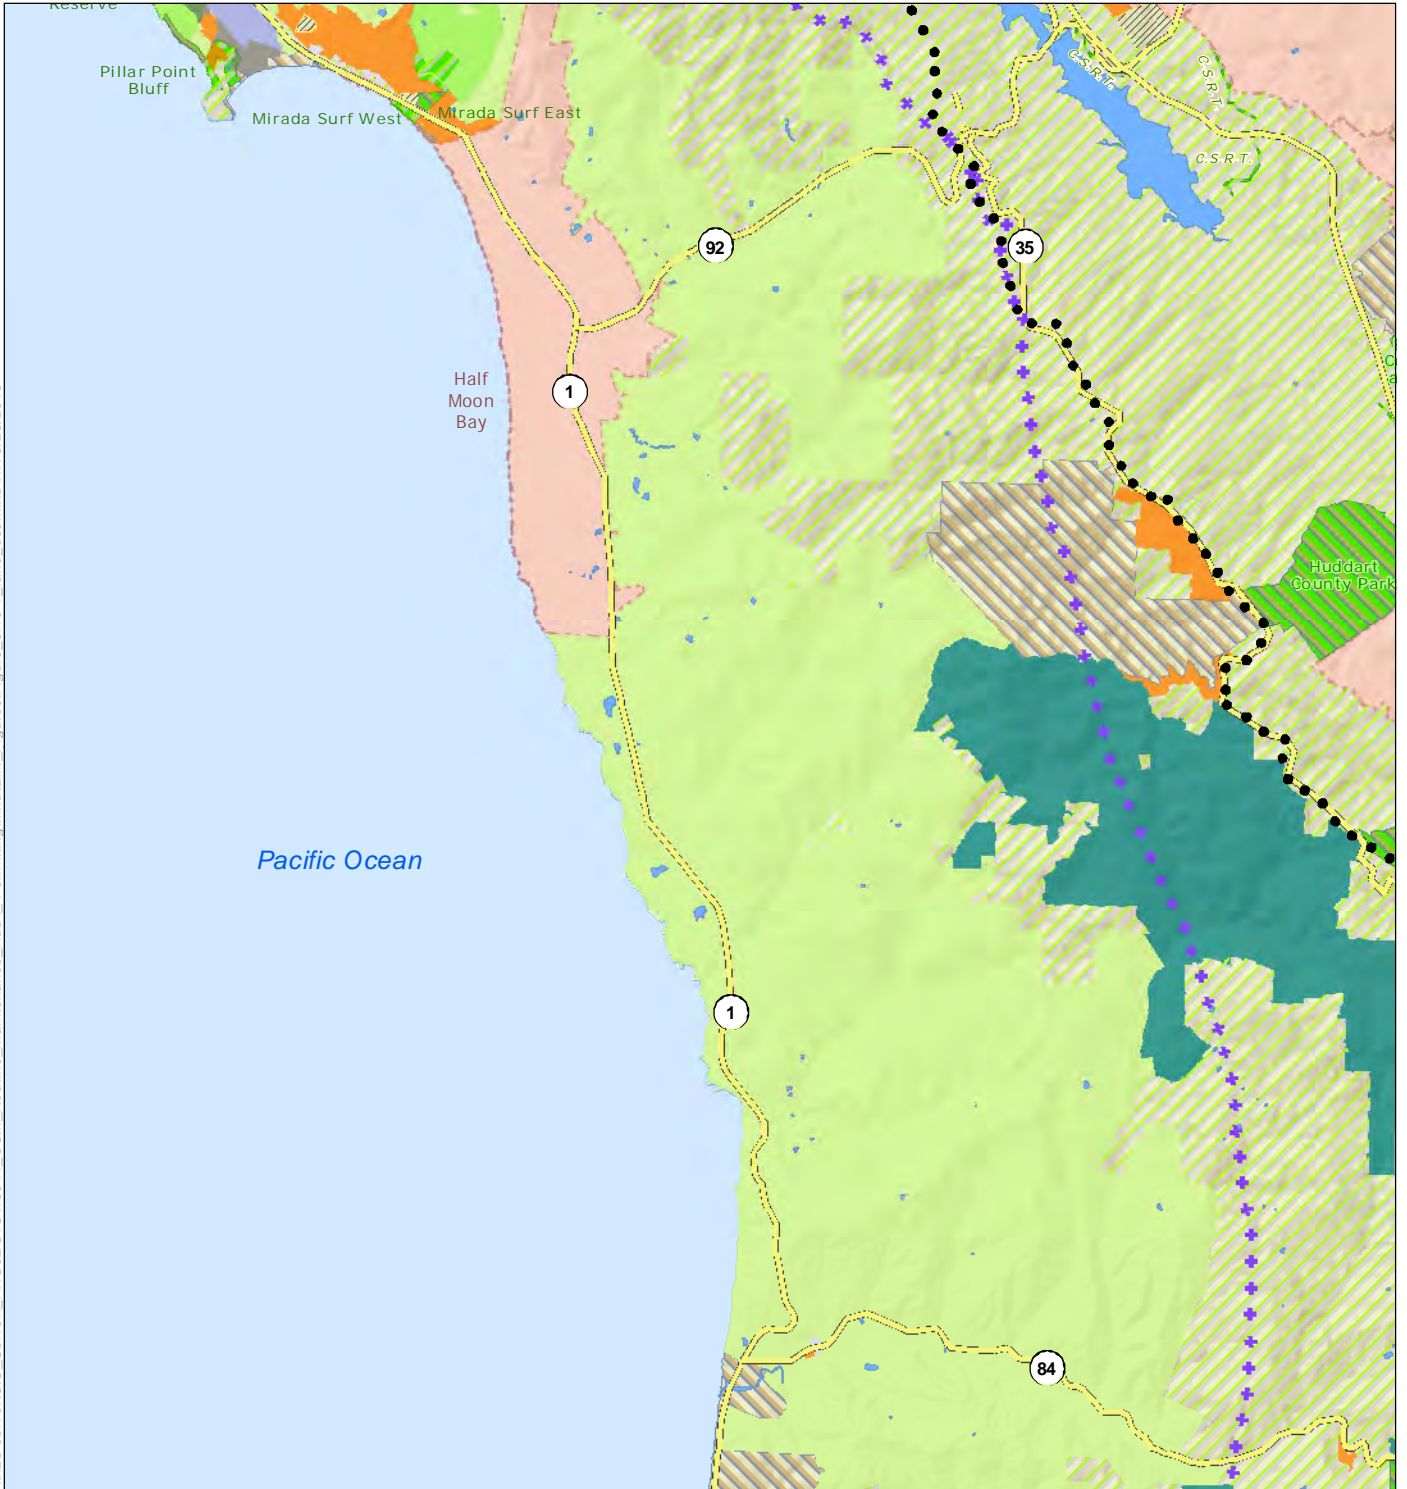 Reserve
Pillar Point
Bluff
Mirada Surf West
Mirada Surf East
C.S.R.T.
C.S.R.T.
C.S.R.T.
92
35
Half
Moon
Bay
1
Huddart
County Park
Pacific Ocean
1
84